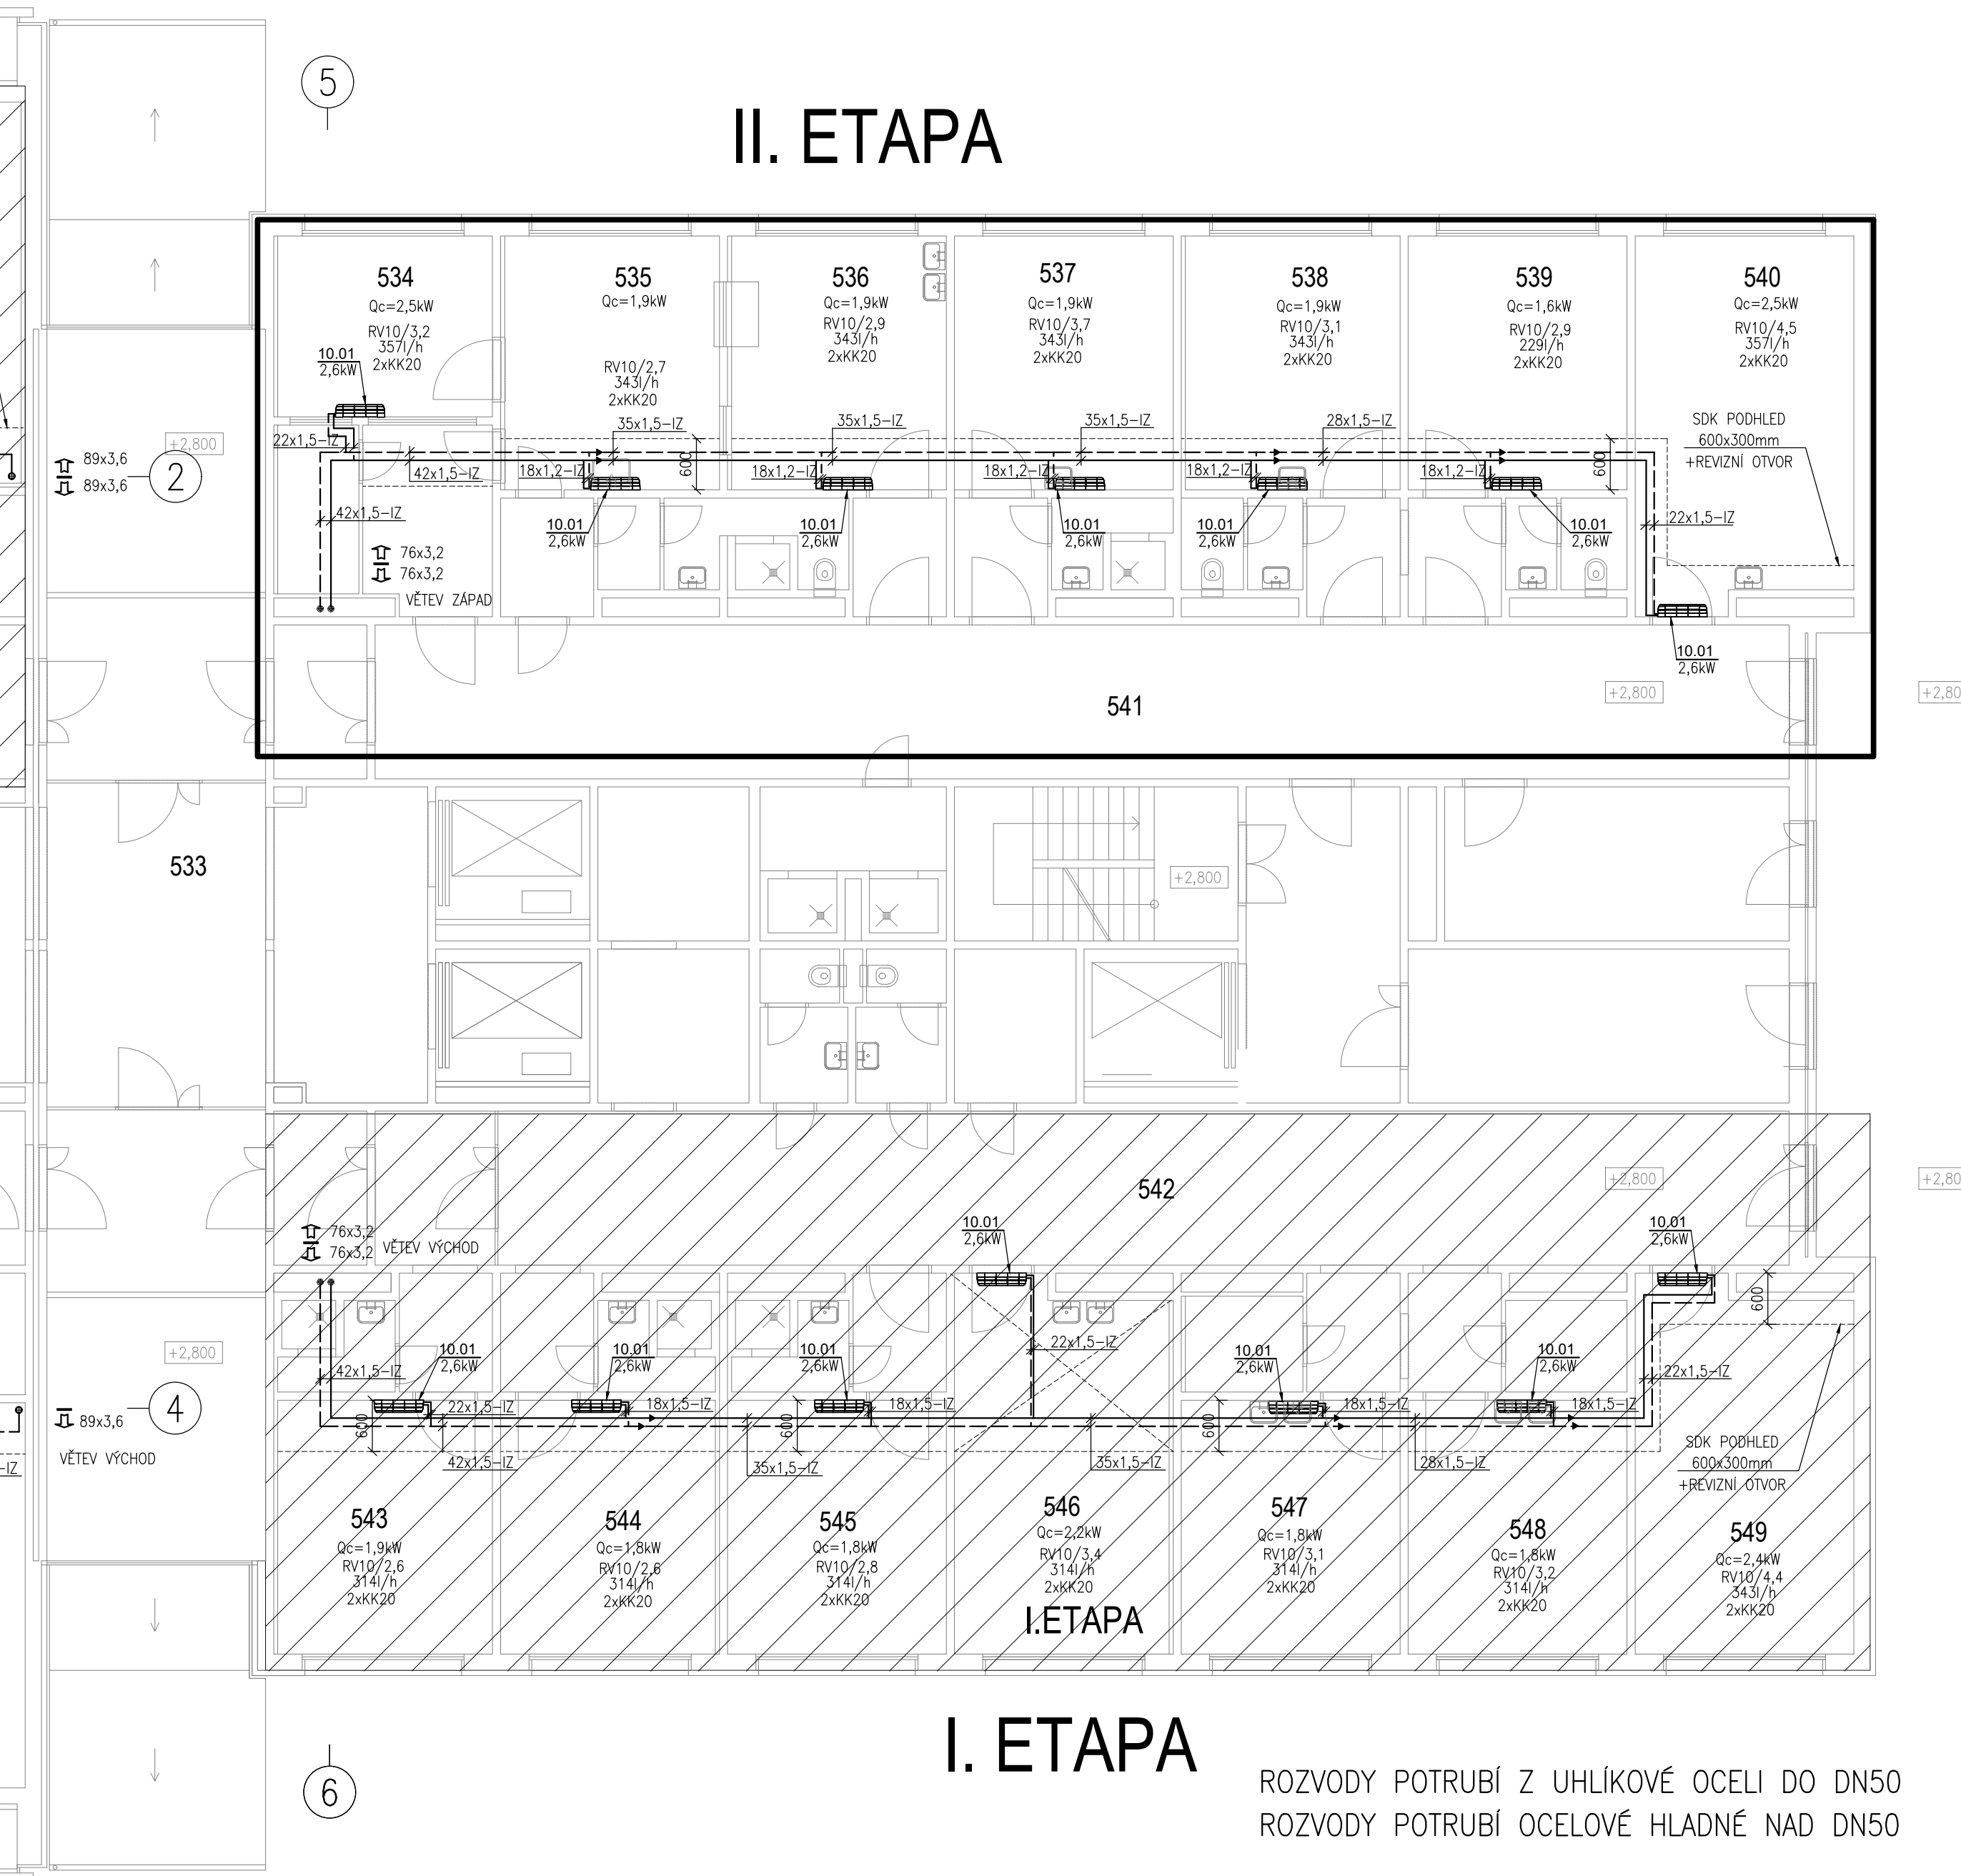 5
II. ETAPA
534
Qc=2,5kW
RV10/3,2
357l/h
2xKK20
10.01
2,6kW
535
Qc=1,9kW
RV10/2,7
343l/h
2xKK20
536
Qc=1,9kW
RV10/2,9
343l/h
2xKK20
537
Qc=1,9kW
RV10/3,7
343l/h
2xKK20
538
Qc=1,9kW
RV10/3,1
343l/h
2xKK20
539
Qc=1,6kW
RV10/2,9
229l/h
2xKK20
540
Qc=2,5kW
RV10/4,5
357l/h
2xKK20
SDK PODHLED
600x300mm
+REVIZNÍ OTVOR
+2,800
89x3,6
89x3,6
2
22x1,5-IZ
42x1,5-IZ
42x1,5-IZ
35x1,5-IZ
35x1,5-IZ
35x1,5-IZ
28x1,5-IZ
600
600
18x1,2-IZ
18x1,2-IZ
18x1,2-IZ
18x1,2-IZ
18x1,2-IZ
22x1,5-IZ
10.01
2,6kW
10.01
2,6kW
10.01
2,6kW
10.01
2,6kW
10.01
2,6kW
76x3,2
76x3,2
VĚTEV ZÁPAD
10.01
2,6kW
541
+2,800
+2,80
533
+2,800
542
+2,800
+2,80
76x3,2
76x3,2
VĚTEV VÝCHOD
10.01
2,6kW
10.01
2,6kW
600
+2,800
42x1,5-IZ
10.01
2,6kW
10.01
2,6kW
10.01
2,6kW
22x1,5-IZ
10.01
2,6kW
10.01
2,6kW
22x1,5-IZ
4
89x3,6
VĚTEV VÝCHOD
-IZ
600
22x1,5-IZ
18x1,5-IZ
600
18x1,5-IZ
600
18x1,5-IZ
18x1,5-IZ
42x1,5-IZ
35x1,5-IZ
35x1,5-IZ
28x1,5-IZ
SDK PODHLED
600x300mm
+REVIZNÍ OTVOR
543
Qc=1,9kW
RV10/2,6
314l/h
2xKK20
544
Qc=1,8kW
RV10/2,6
314l/h
2xKK20
545
Qc=1,8kW
RV10/2,8
314l/h
2xKK20
546
Qc=2,2kW
RV10/3,4
314l/h
2xKK20
I.ETAPA
547
Qc=1,8kW
RV10/3,1
314l/h
2xKK20
548
Qc=1,8kW
RV10/3,2
314l/h
2xKK20
549
Qc=2,4kW
RV10/4,4
343l/h
2xKK20
I. ETAPA
6
ROZVODY POTRUBÍ Z UHLÍKOVÉ OCELI DO DN50
ROZVODY POTRUBÍ OCELOVÉ HLADNÉ NAD DN50